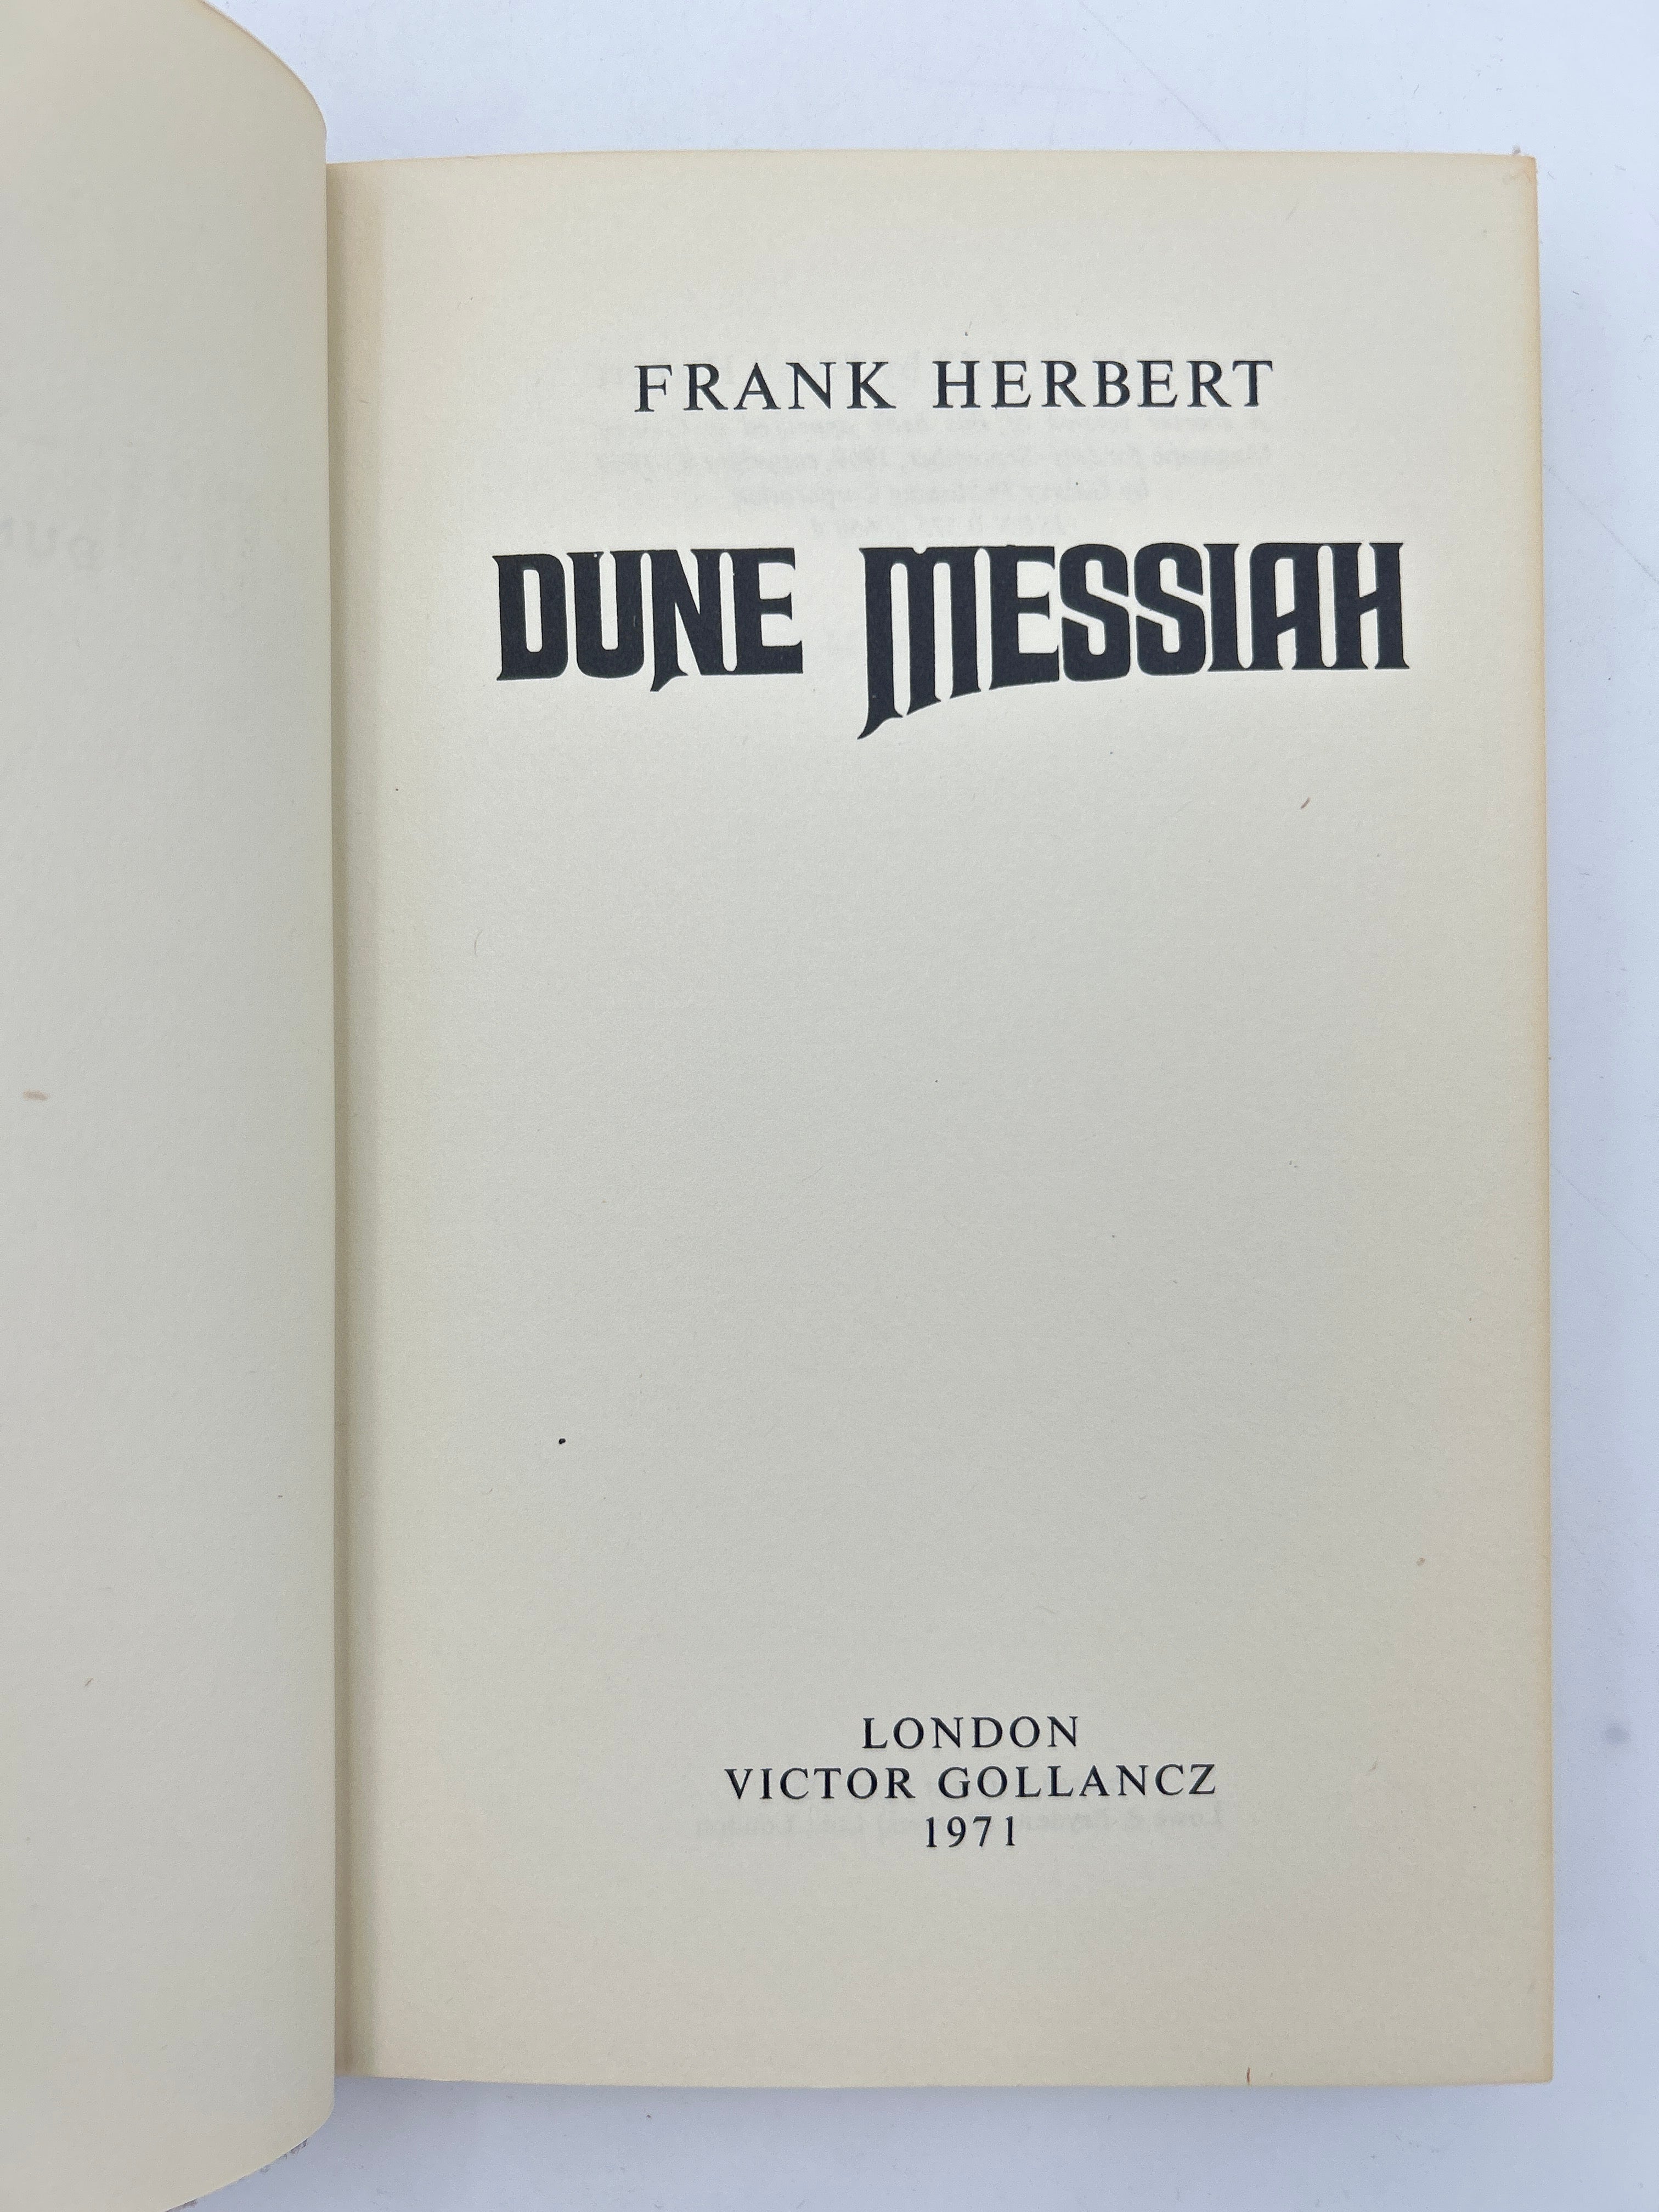 FRANK HERBERT
DUNE MESSIAH
LONDON
VICTOR GOLLANCZ
1971